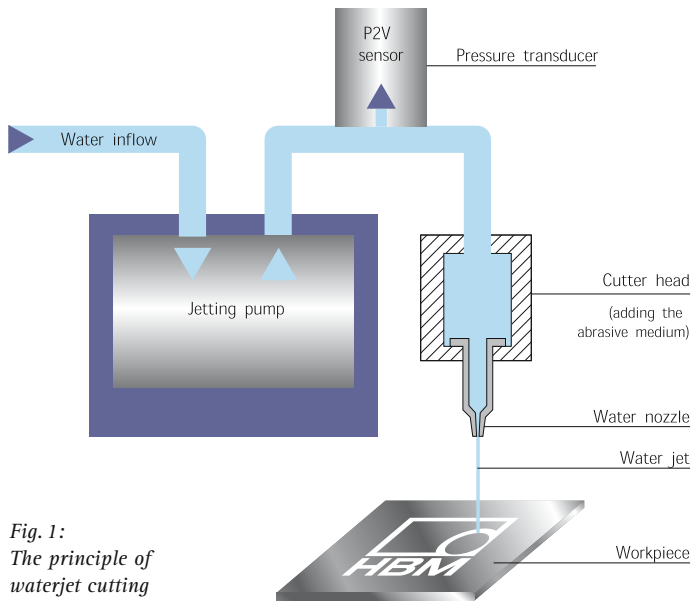 P2V
sensor
Pressure transducer
Water inflow
Jetting pump
Cutter head
(adding the
abrasive medium)
Water nozzle
Water jet
Workpiece
HBM
Fig. 1:
The principle of
waterjet cutting